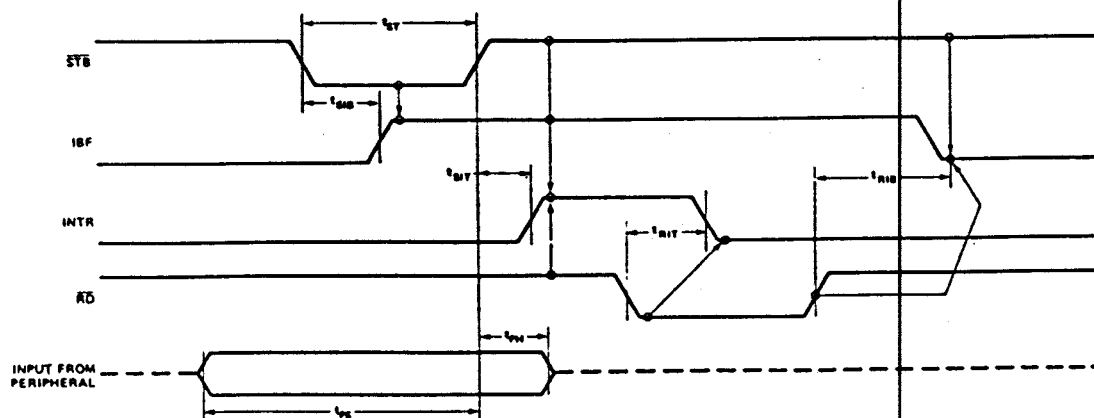 tST
STB
tSIB
IBF
tSIT
tRIB
INTR
tRIT
RD
tPH
INPUT FROM
PERIPHERAL
tPS